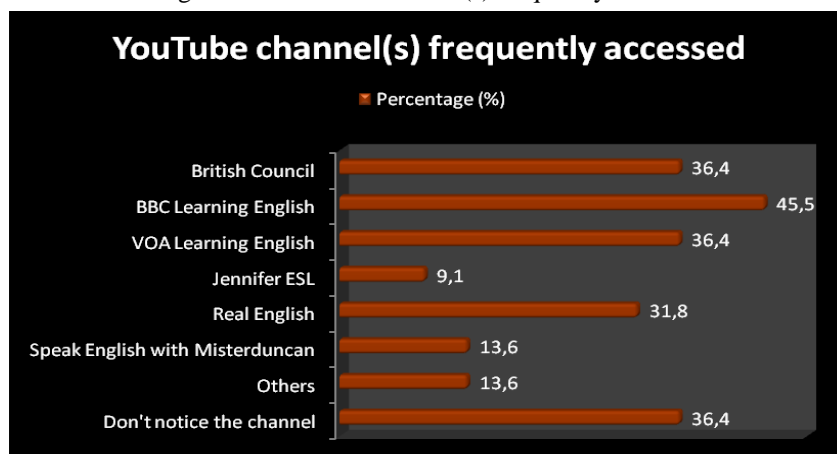 YouTube channel(s) frequently accessed
Percentage (%)
British Council 36,4
BBC Learning English 45,5
VOA Learning English 36,4
Jennifer ESL 9,1
Real English 31,8
Speak English with Misterduncan 13,6
Others 13,6
Don't notice the channel 36,4